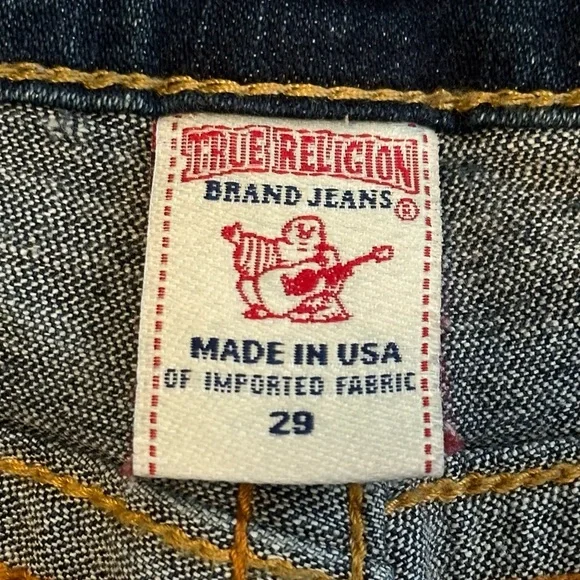 TRUE RELIGION
BRAND JEANS ®
MADE IN USA
OF IMPORTED FABRIC
29